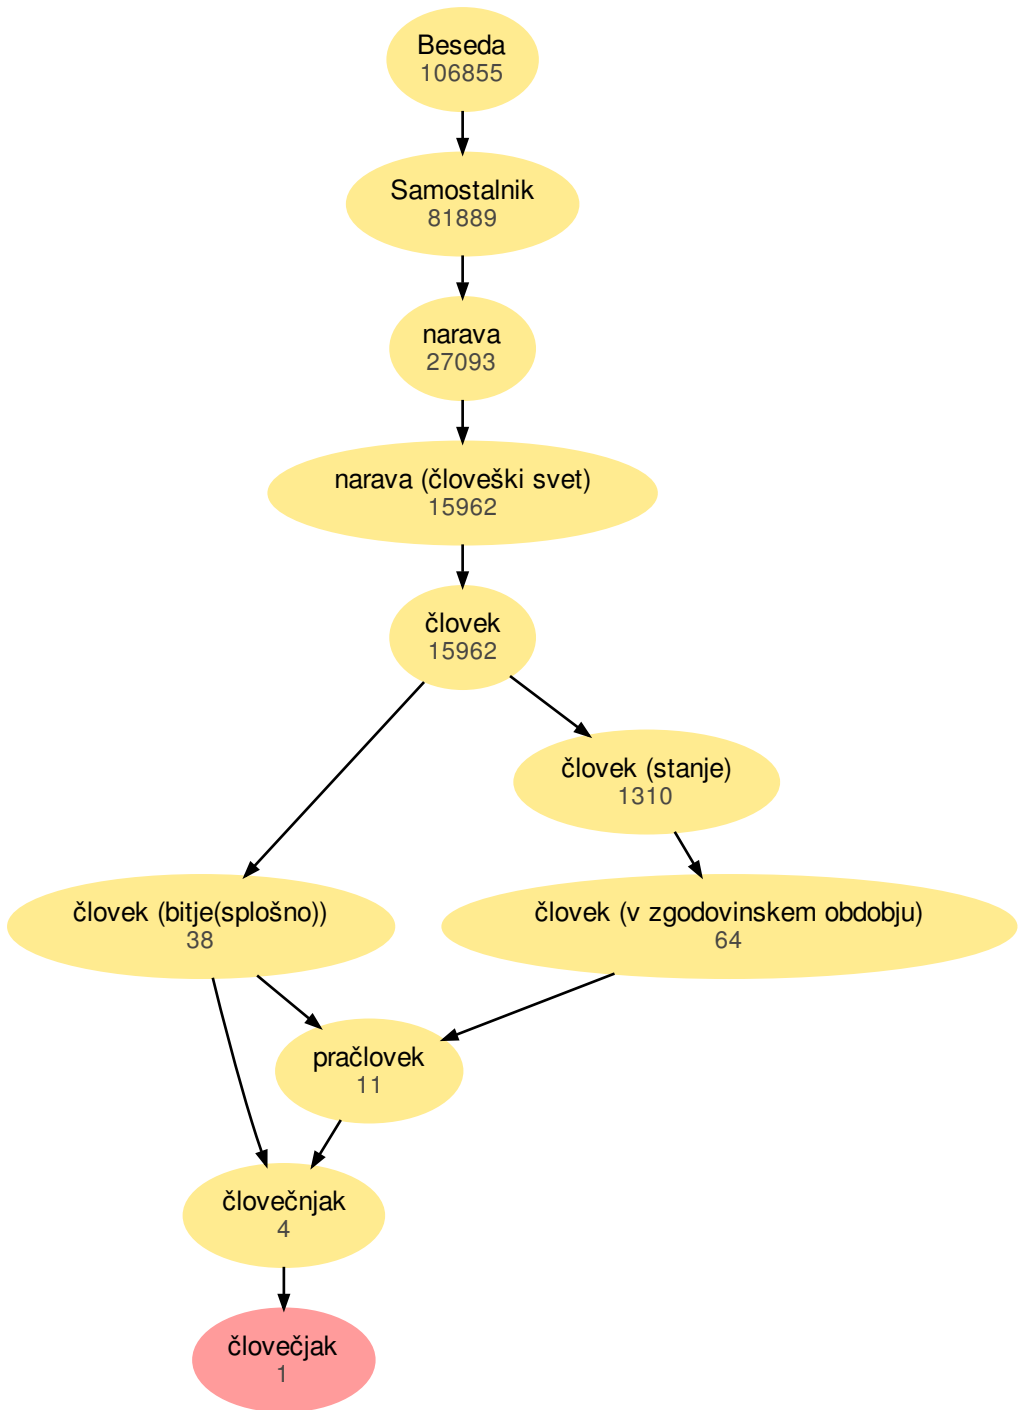 Beseda
106855
Samostalnik
81889
narava
27093
narava (človeški svet)
15962
človek
15962
človek (stanje)
1310
človek (bitje(splošno))
38
človek (v zgodovinskem obdobju)
64
pračlovek
11
človečnjak
4
človečjak
1